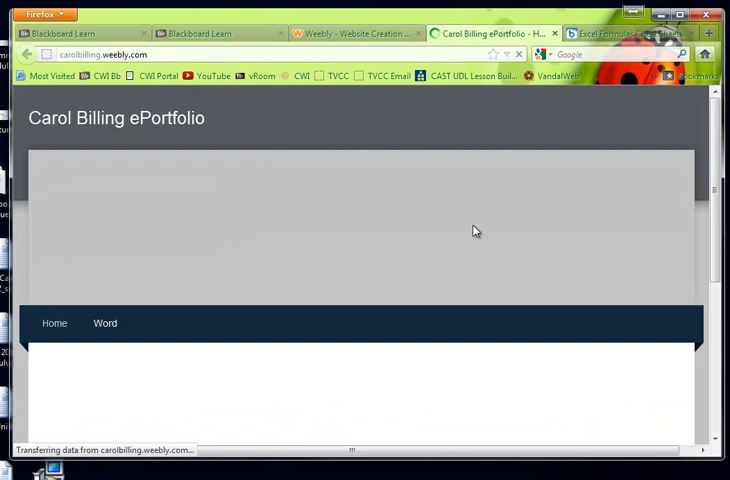 Firefox
Blackboard Learn
Blackboard Learn
Weebly - Website Creation ...
Carol Billing ePortfolio - H...
Excel Formulas Cheat Sheet
carolbilling.weebly.com
Google
Most Visited
CWI Bb
CWI Portal
YouTube
vRoom
CWI
TVCC
TVCC Email
CAST UDL Lesson Buil...
VandalWeb
Bookmarks
Carol Billing ePortfolio
Home
Word
Transferring data from carolbilling.weebly.com...